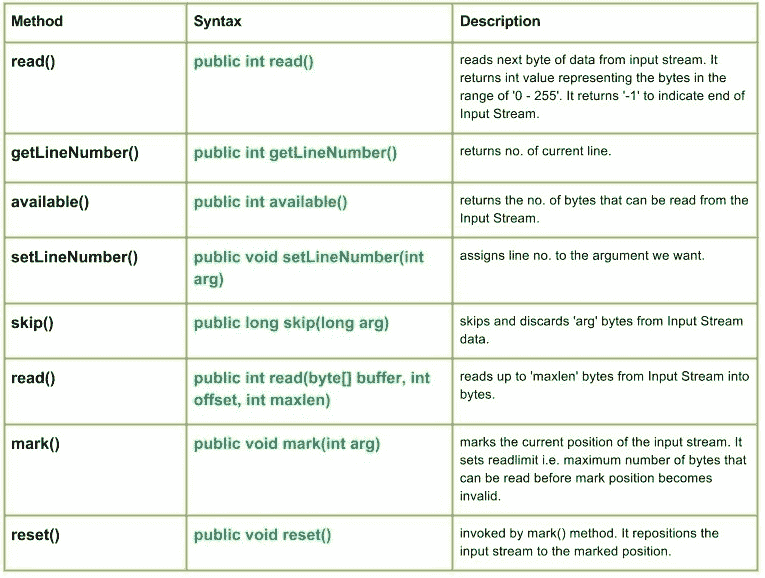 Method Syntax Description
read() public int read() reads next byte of data from input stream. It
returns int value representing the bytes in the
range of '0 - 255'. It returns '-1' to indicate end of
Input Stream.
getLineNumber() public int getLineNumber() returns no. of current line.
available() public int available() returns the no. of bytes that can be read from the
Input Stream.
setLineNumber() public void setLineNumber(int
arg)
assigns line no. to the argument we want.
skip() public long skip(long arg) skips and discards 'arg' bytes from Input Stream
data.
read() public int read(byte[] buffer, int
offset, int maxlen)
reads up to 'maxlen' bytes from Input Stream into
bytes.
mark() public void mark(int arg) marks the current position of the input stream. It
sets readlimit i.e. maximum number of bytes that
can be read before mark position becomes
invalid.
reset() public void reset() invoked by mark() method. It repositions the
input stream to the marked position.